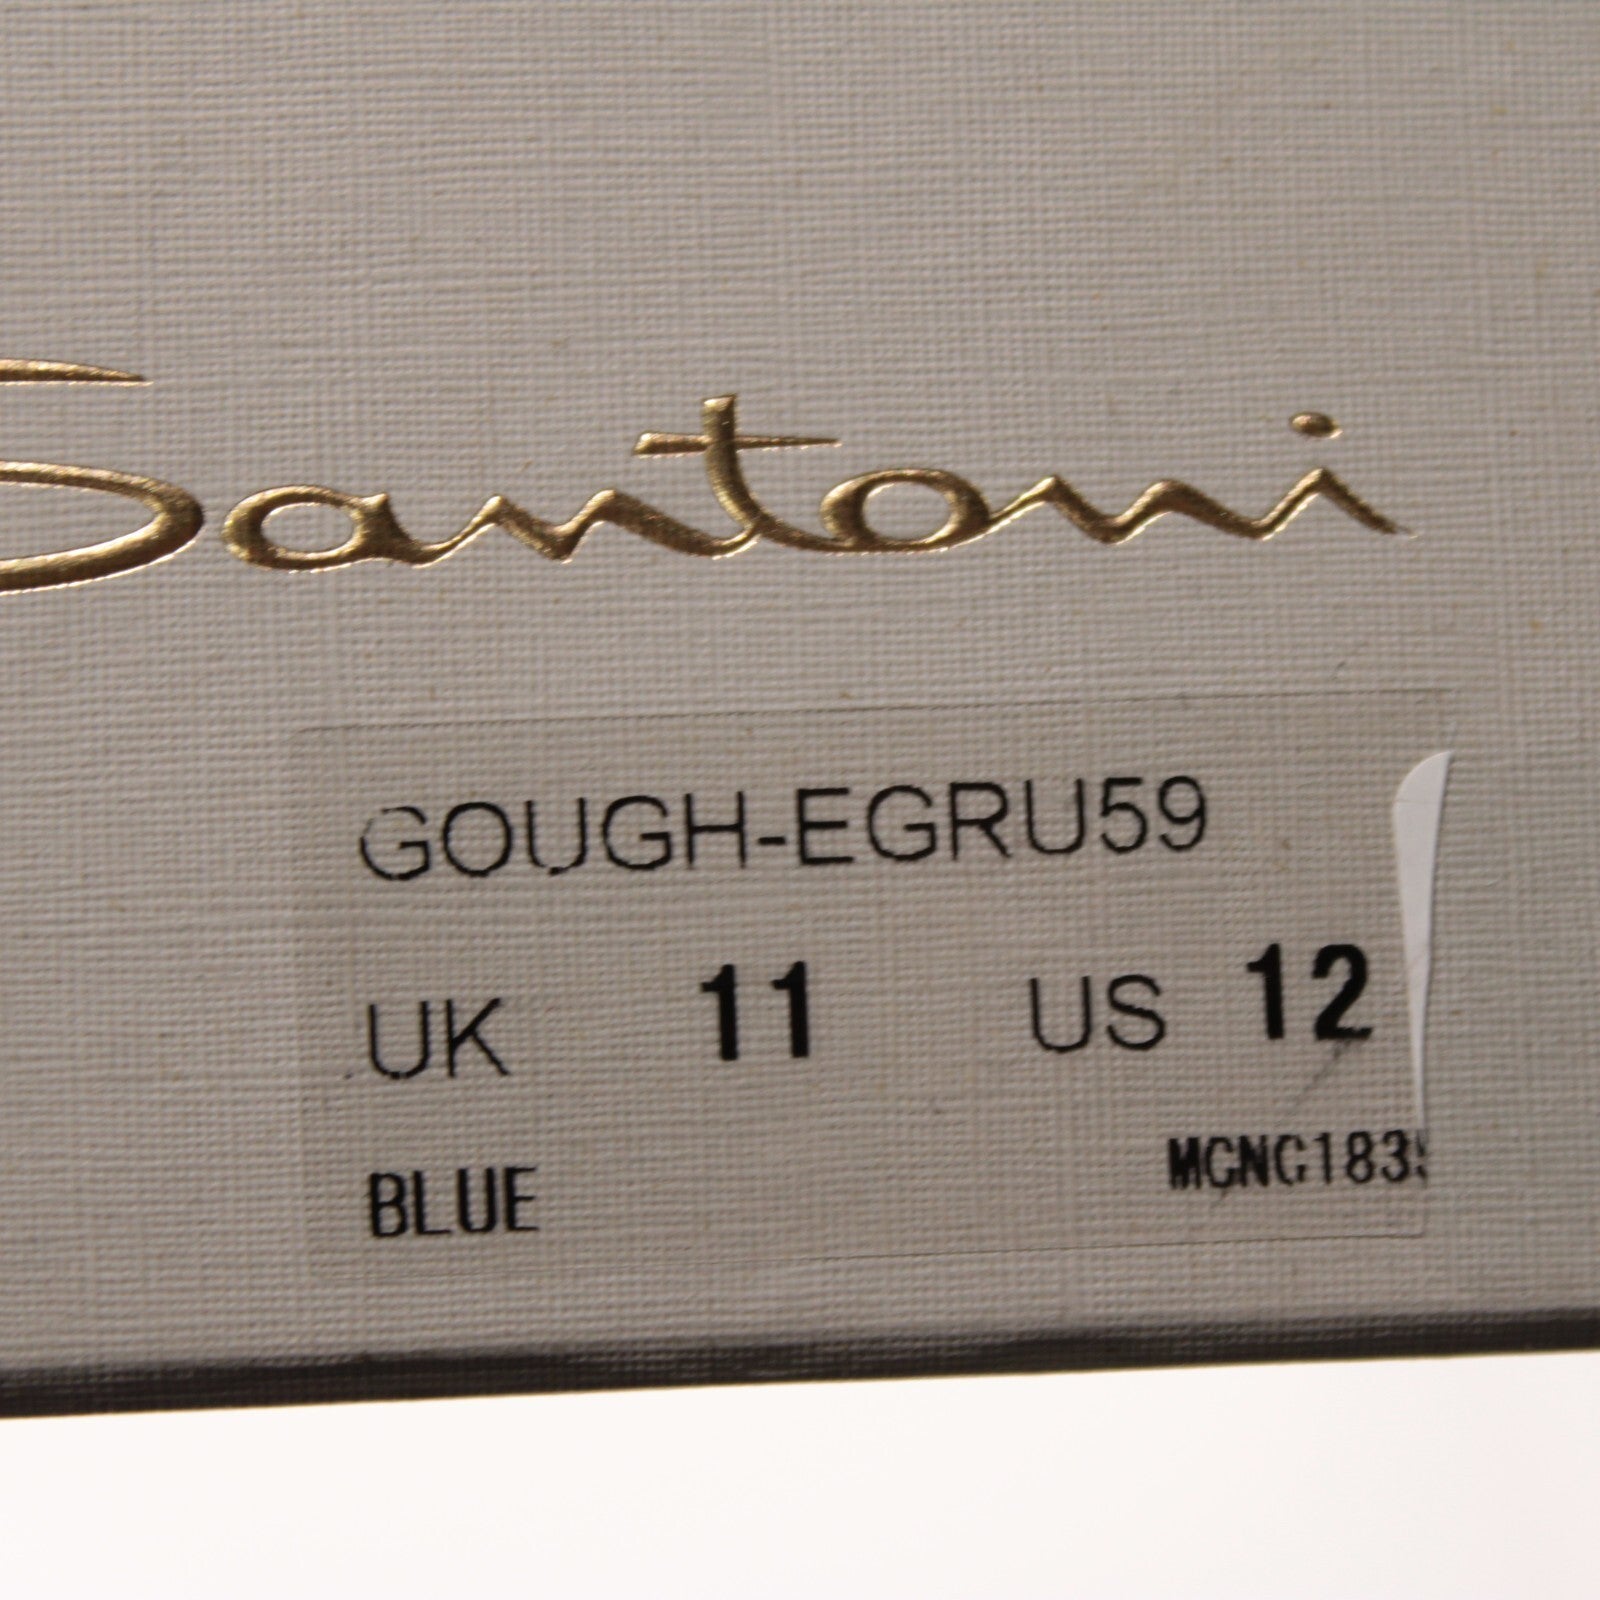 Santoni
GOUGH-EGRU59
UK 11 US 12
BLUE